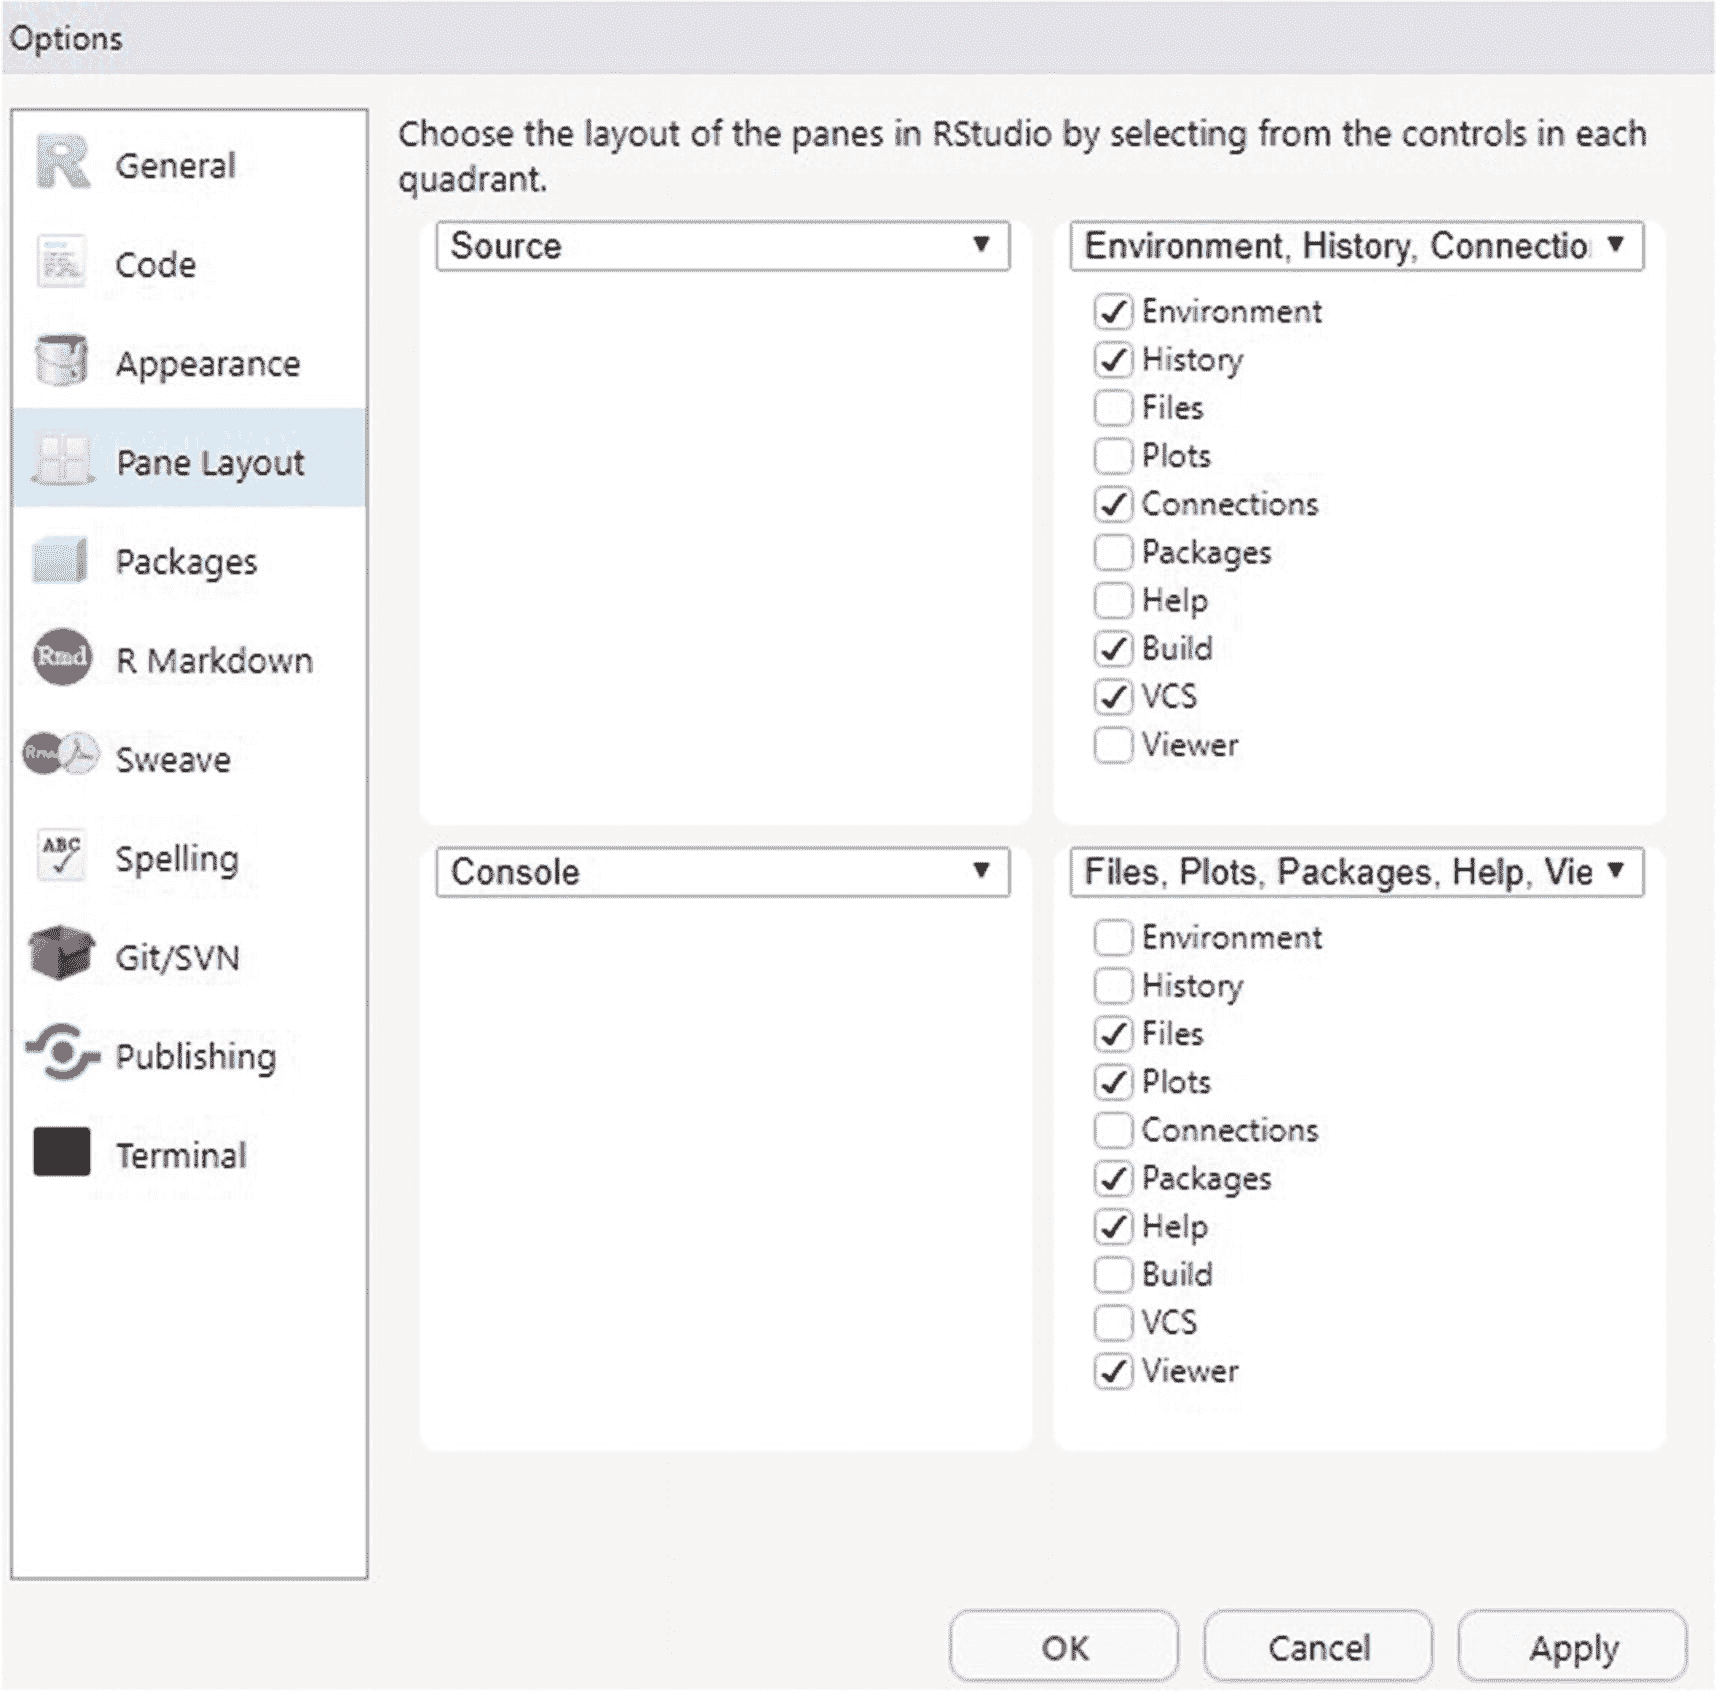 Options
General
Code
Appearance
Pane Layout
Packages
Rmd
R Markdown
Sweave
ABC
Spelling
Git/SVN
Publishing
Terminal
Choose the layout of the panes in RStudio by selecting from the controls in each
quadrant.
Source
Environment, History, Connectio
Environment
History
Files
Plots
Connections
Packages
Help
Build
VCS
Viewer
Console
Files, Plots, Packages, Help, Vie
Environment
History
Files
Plots
Connections
Packages
Help
Build
VCS
Viewer
OK
Cancel
Apply